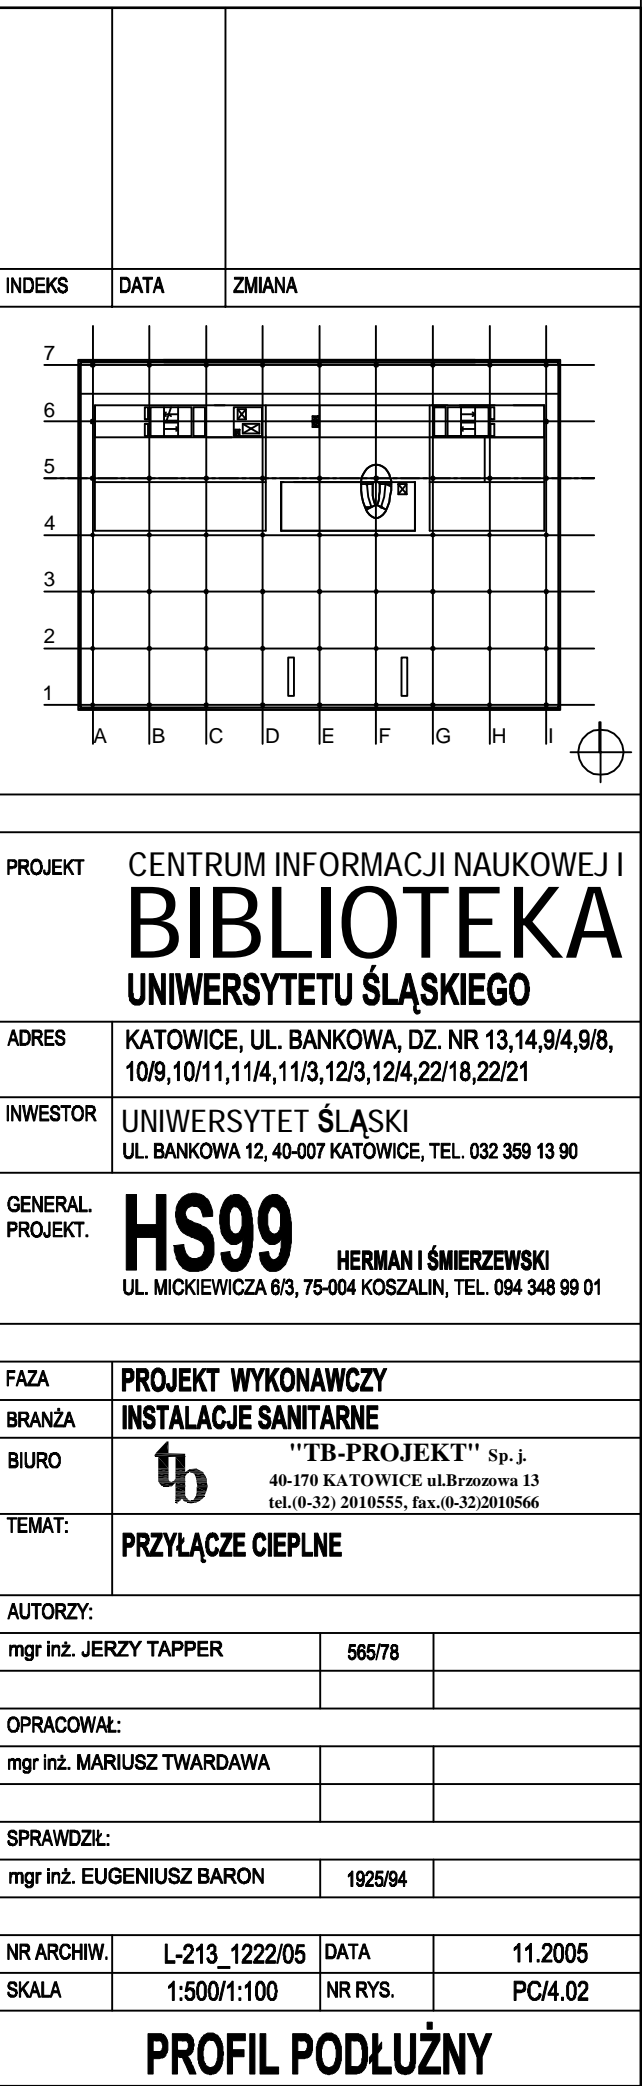 INDEKS DATA ZMIANA
7
6
5
4
3
2
1
A B C D E F G H I
PROJEKT CENTRUM INFORMACJI NAUKOWEJ I
BIBLIOTEKA
UNIWERSYTETU ŚLĄSKIEGO
ADRES KATOWICE, UL. BANKOWA, DZ. NR 13,14,9/4,9/8,
10/9,10/11,11/4,11/3,12/3,12/4,22/18,22/21
INWESTOR UNIWERSYTET ŚLĄSKI
UL. BANKOWA 12, 40-007 KATOWICE, TEL. 032 359 13 90
GENERAL.
PROJEKT.
HS99 HERMAN I ŚMIERZEWSKI
UL. MICKIEWICZA 6/3, 75-004 KOSZALIN, TEL. 094 348 99 01
FAZA PROJEKT WYKONAWCZY
BRANŻA INSTALACJE SANITARNE
BIURO tb "TB-PROJEKT" Sp. j.
40-170 KATOWICE ul.Brzozowa 13
tel.(0-32) 2010555, fax.(0-32)2010566
TEMAT: PRZYŁĄCZE CIEPLNE
AUTORZY:
mgr inż. JERZY TAPPER 565/78
OPRACOWAŁ:
mgr inż. MARIUSZ TWARDAWA
SPRAWDZIŁ:
mgr inż. EUGENIUSZ BARON 1925/94
NR ARCHIW. L-213_1222/05 DATA 11.2005
SKALA 1:500/1:100 NR RYS. PC/4.02
PROFIL PODŁUŻNY